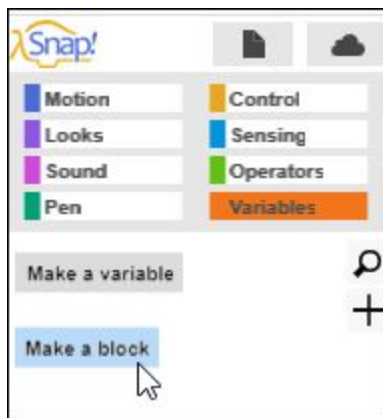 Snap!
Motion Control
Looks Sensing
Sound Operators
Pen Variables
Make a variable
Make a block